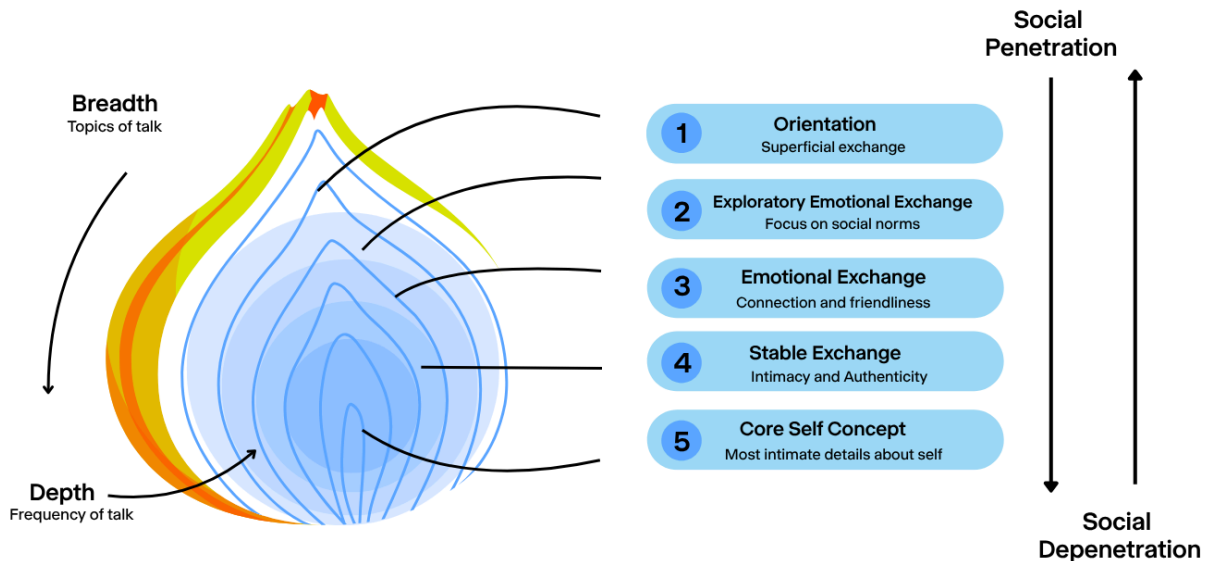 Social
Penetration
Breadth
Topics of talk
1
Orientation
Superficial exchange
2
Exploratory Emotional Exchange
Focus on social norms
3
Emotional Exchange
Connection and friendliness
4
Stable Exchange
Intimacy and Authenticity
5
Core Self Concept
Most intimate details about self
Depth
Frequency of talk
Social
Depenetration